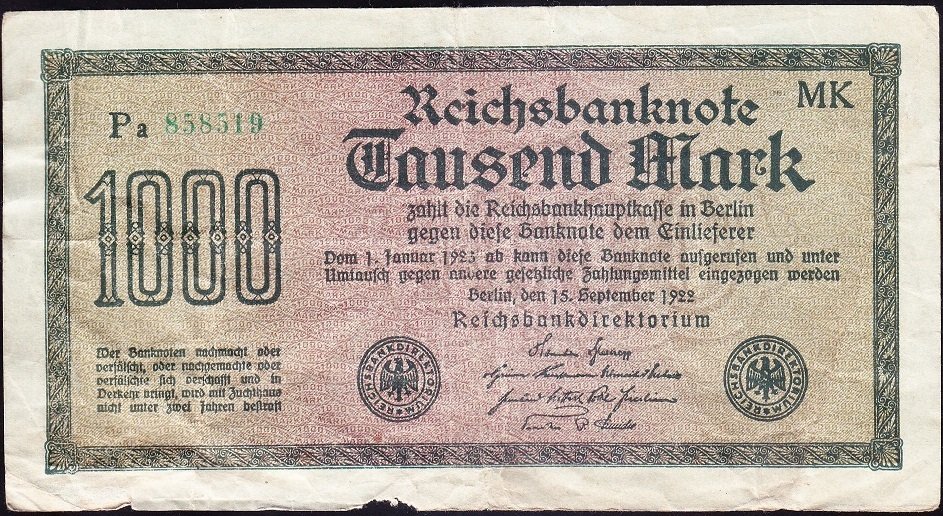 Reichsbanknote
MK
Pa 858519
Tausend Mark
1000
zahlt die Reichsbankhauptkasse in Berlin
gegen diese Banknote dem Einlieferer
Vom 1. Januar 1923 ab kann diese Banknote aufgerufen und unter
Umtausch gegen andere gesetzliche Zahlungsmittel eingezogen werden
Berlin, den 15. September 1922
Reichsbankdirektorium
Wer Banknoten nachmacht oder
verfälscht, oder nachgemachte oder
verfälschte sich verschafft und in
Verkehr bringt, wird mit Zuchthaus
nicht unter zwei Jahren bestraft
REICHSBANKDIREKTORIUM
REICHSBANKDIREKTORIUM